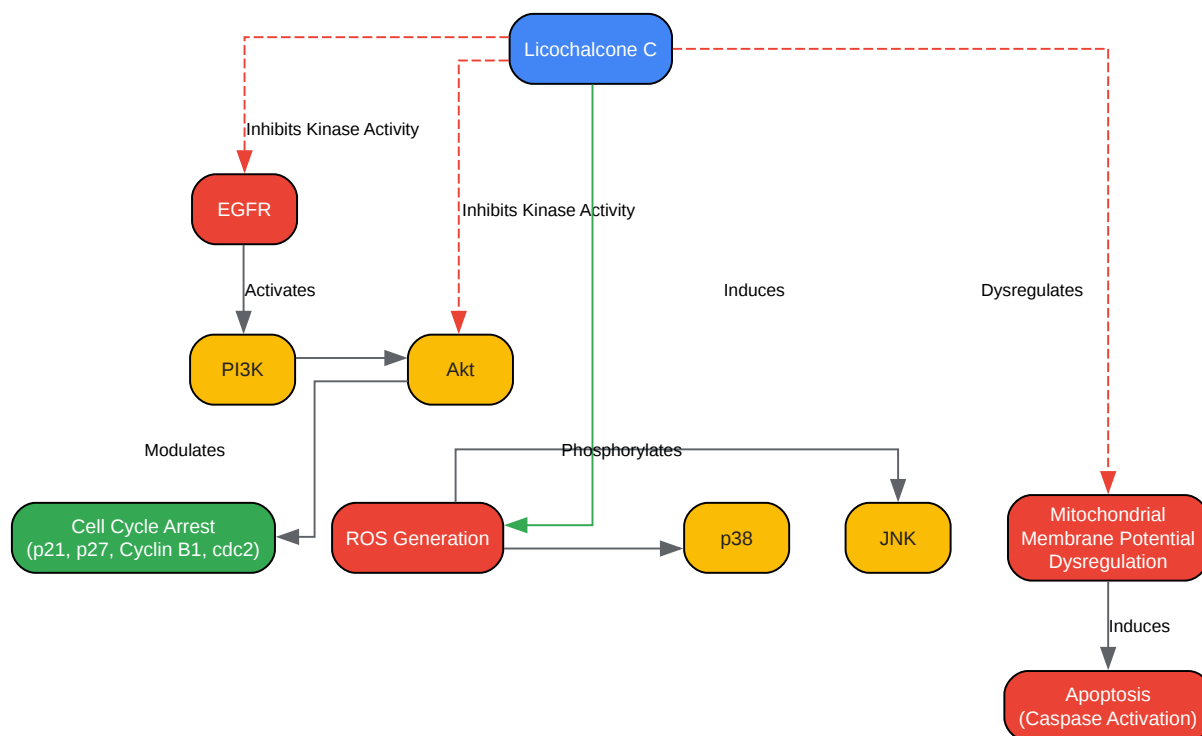 Licochalcone C
Inhibits Kinase Activity
EGFR
Inhibits Kinase Activity
Activates
Induces
Dysregulates
PI3K
Akt
Modulates
Phosphorylates
Cell Cycle Arrest
(p21, p27, Cyclin B1, cdc2)
ROS Generation
p38
JNK
Mitochondrial
Membrane Potential
Dysregulation
Induces
Apoptosis
(Caspase Activation)